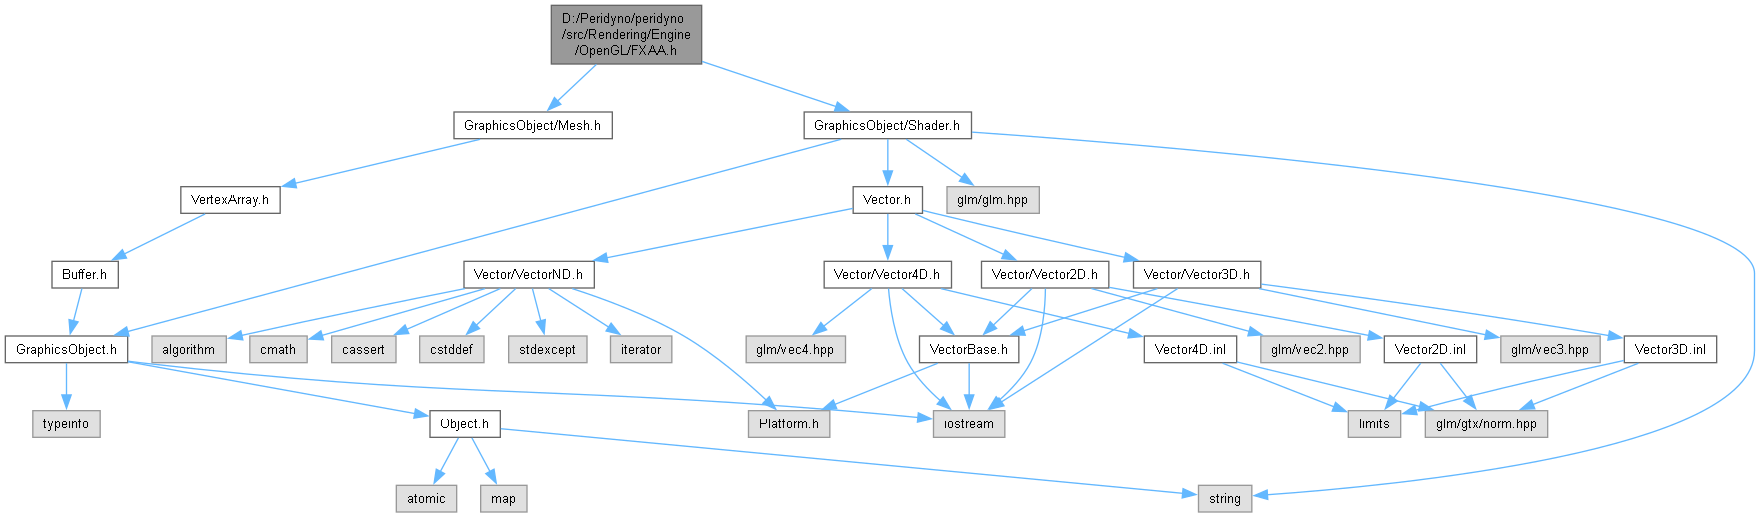 D:/Peridyno/peridyno
/src/Rendering/Engine
/OpenGL/FXAA.h
GraphicsObject/Mesh.h
GraphicsObject/Shader.h
VertexArray.h
Vector.h
glm/glm.hpp
Buffer.h
Vector/VectorND.h
Vector/Vector4D.h
Vector/Vector2D.h
Vector/Vector3D.h
GraphicsObject.h
algorithm
cmath
cassert
cstddef
stdexcept
iterator
glm/vec4.hpp
VectorBase.h
Vector4D.inl
glm/vec2.hpp
Vector2D.inl
glm/vec3.hpp
Vector3D.inl
typeinfo
Object.h
Platform.h
iostream
limits
glm/gtx/norm.hpp
atomic
map
string